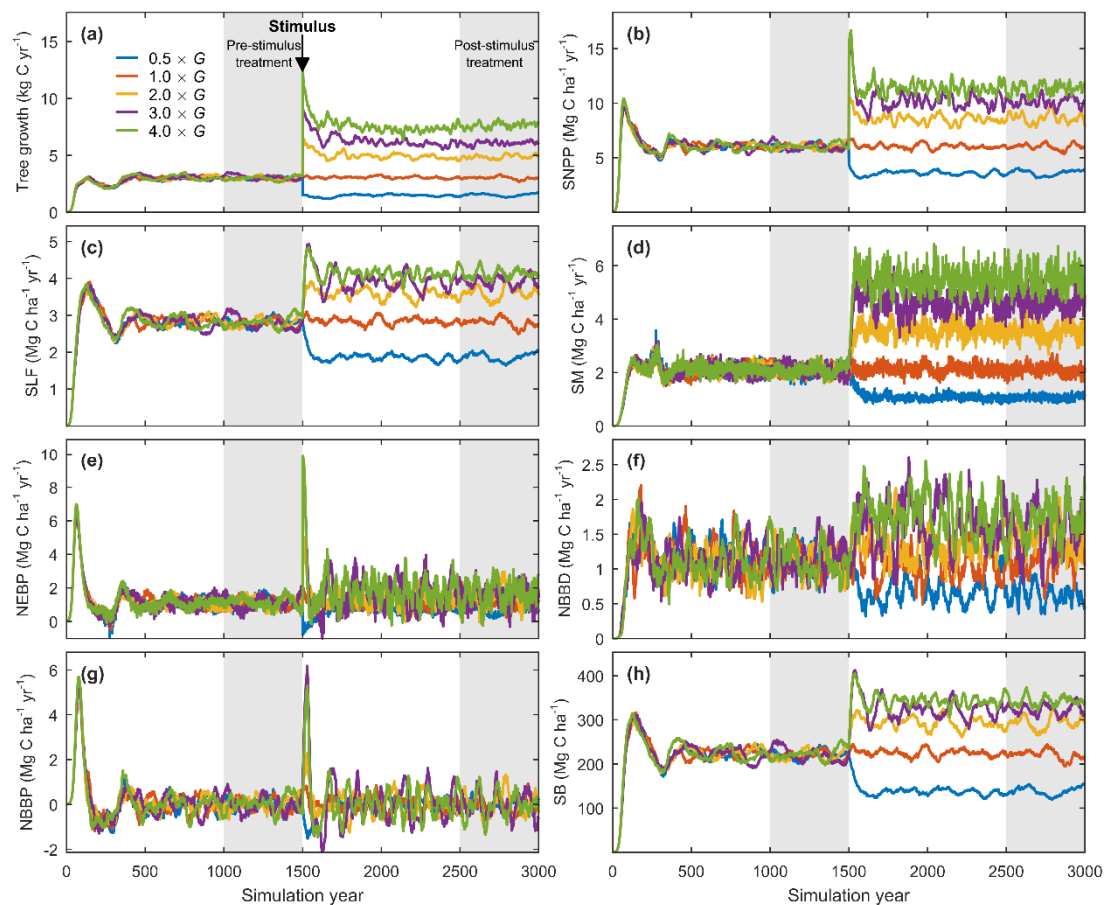 (a)
Stimulus
Pre-stimulus
treatment
Post-stimulus
treatment
0.5 × G
1.0 × G
2.0 × G
3.0 × G
4.0 × G
Tree growth (kg C yr-1)
15
10
5
0
(b)
SNPP (Mg C ha-1 yr-1)
15
10
5
(c)
SLF (Mg C ha-1 yr-1)
5
4
3
2
1
(d)
SM (Mg C ha-1 yr-1)
6
4
2
0
(e)
NEBP (Mg C ha-1 yr-1)
10
8
6
4
2
0
(f)
NBBD (Mg C ha-1 yr-1)
2.5
2
1.5
1
0.5
0
(g)
NBBP (Mg C ha-1 yr-1)
6
4
2
0
-2
0 500 1000 1500 2000 2500 3000
Simulation year
(h)
SB (Mg C ha-1)
400
300
200
100
0 500 1000 1500 2000 2500 3000
Simulation year